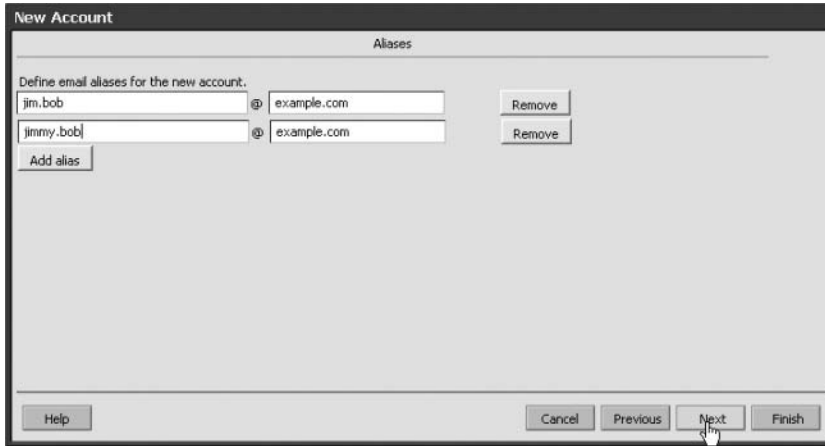 New Account
Aliases
Define email aliases for the new account.
jim.bob @ example.com Remove
jimmy.bob @ example.com Remove
Add alias
Help Cancel Previous Next Finish